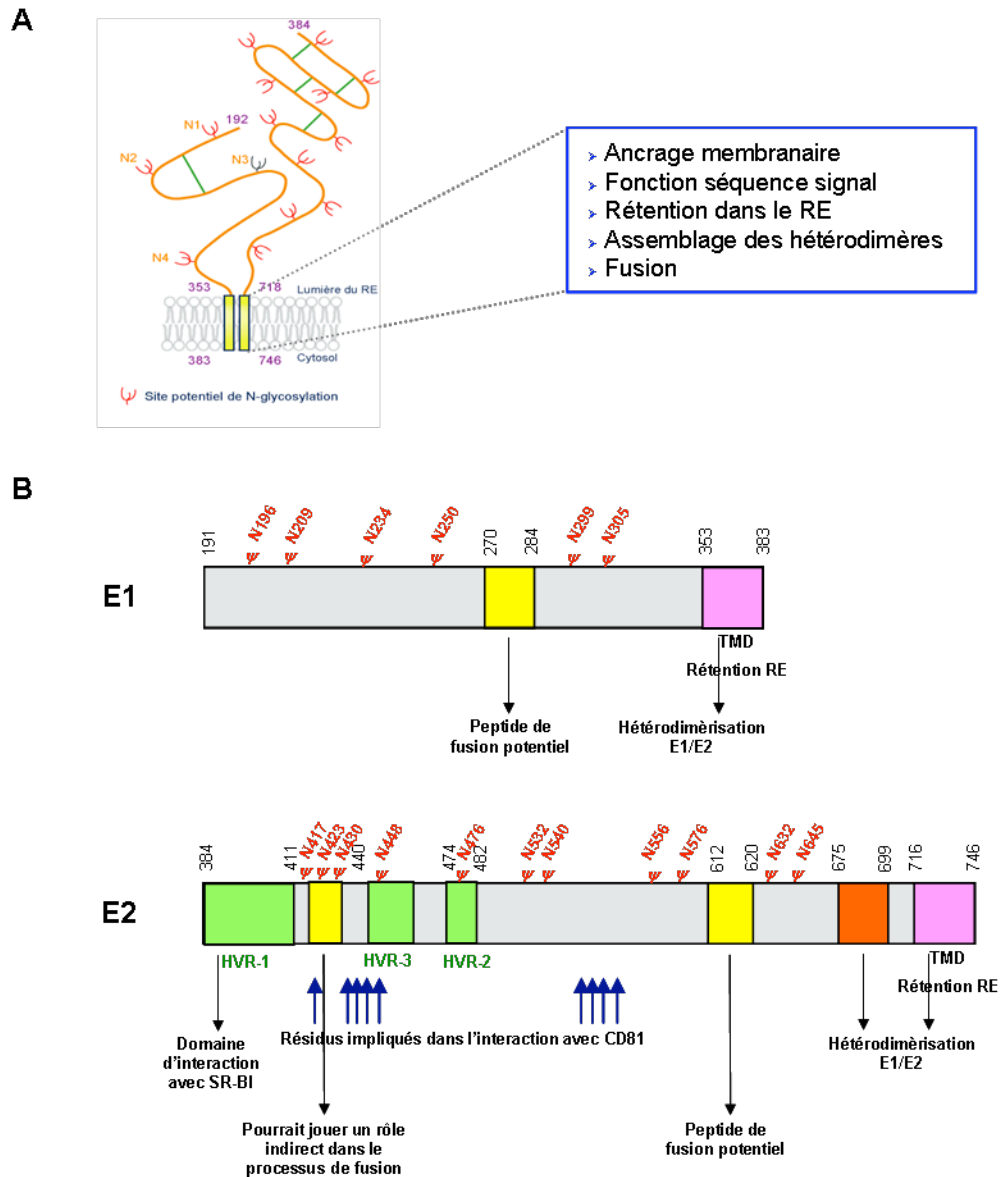 A
384
N1
192
N2
N3
N4
353
718
Lumière du RE
383
746
Cytosol
Site potentiel de N-glycosylation
➢ Ancrage membranaire
➢ Fonction séquence signal
➢ Rétention dans le RE
➢ Assemblage des hétérodimères
➢ Fusion
B
E1
191
N196
N209
N234
N250
270
284
N299
N305
353
383
TMD
Rétention RE
Peptide de
fusion potentiel
Hétérodimèrisation
E1/E2
E2
384
411
N417
N423
N430
440
N448
474
N476
482
N532
N540
N556
N576
612
620
N632
N645
675
699
716
746
HVR-1
HVR-3
HVR-2
TMD
Rétention RE
Résidus impliqués dans l'interaction avec CD81
Domaine
d'interaction
avec SR-BI
Hétérodimèrisation
E1/E2
Pourrait jouer un rôle
indirect dans le
processus de fusion
Peptide de
fusion potentiel